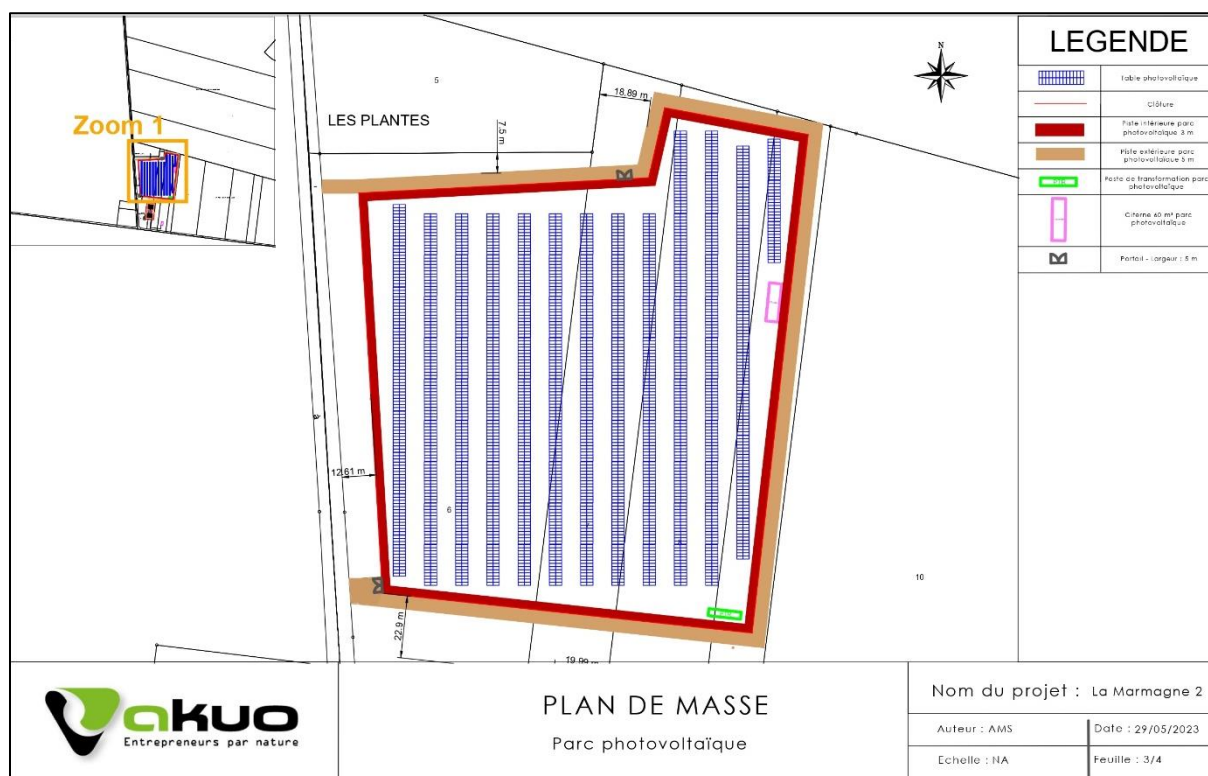 Zoom 1
LES PLANTES
5
18.89 m
7.5 m
N
12.61 m
6
10
22.9 m
19.99 m
LEGENDE
Table photovoltaïque
Clôture
Piste intérieure parc
photovoltaïque 3 m
Piste extérieure parc
photovoltaïque 5 m
Poste de transformation parc
photovoltaïque
Citerne 60 m³ parc
photovoltaïque
Portail - Largeur : 5 m
akuo
Entrepreneurs par nature
PLAN DE MASSE
Parc photovoltaïque
Nom du projet : La Marmagne 2
Auteur : AMS
Date : 29/05/2023
Echelle : NA
Feuille : 3/4